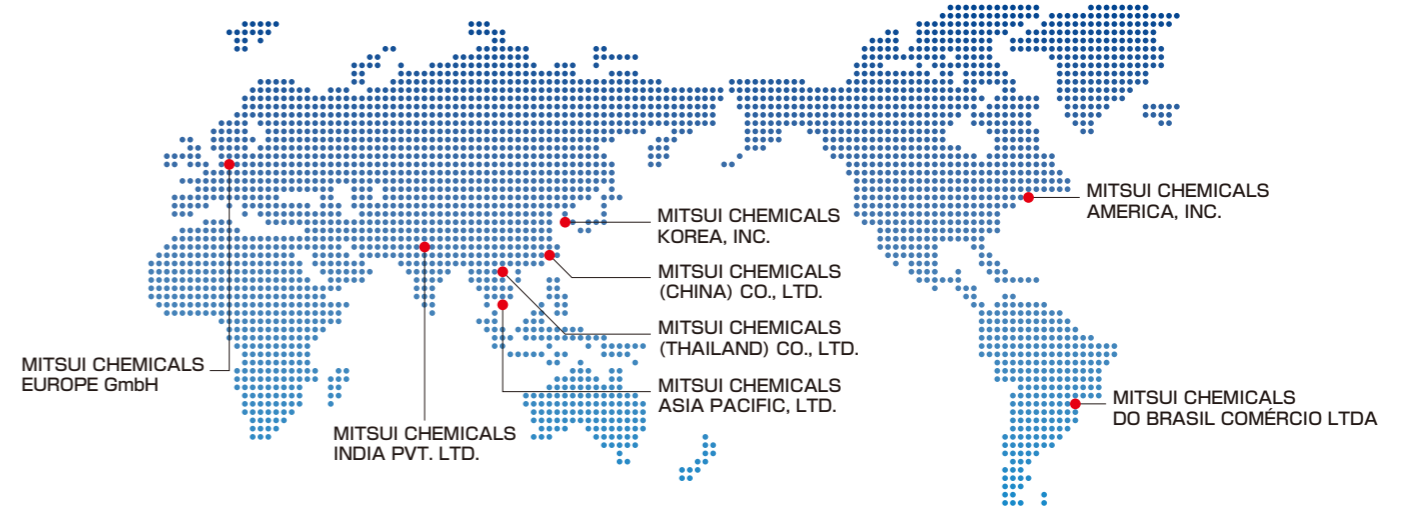 MITSUI CHEMICALS
AMERICA, INC.
MITSUI CHEMICALS
KOREA, INC.
MITSUI CHEMICALS
(CHINA) CO., LTD.
MITSUI CHEMICALS
(THAILAND) CO., LTD.
MITSUI CHEMICALS
EUROPE GmbH
MITSUI CHEMICALS
ASIA PACIFIC, LTD.
MITSUI CHEMICALS
DO BRASIL COMÉRCIO LTDA
MITSUI CHEMICALS
INDIA PVT. LTD.